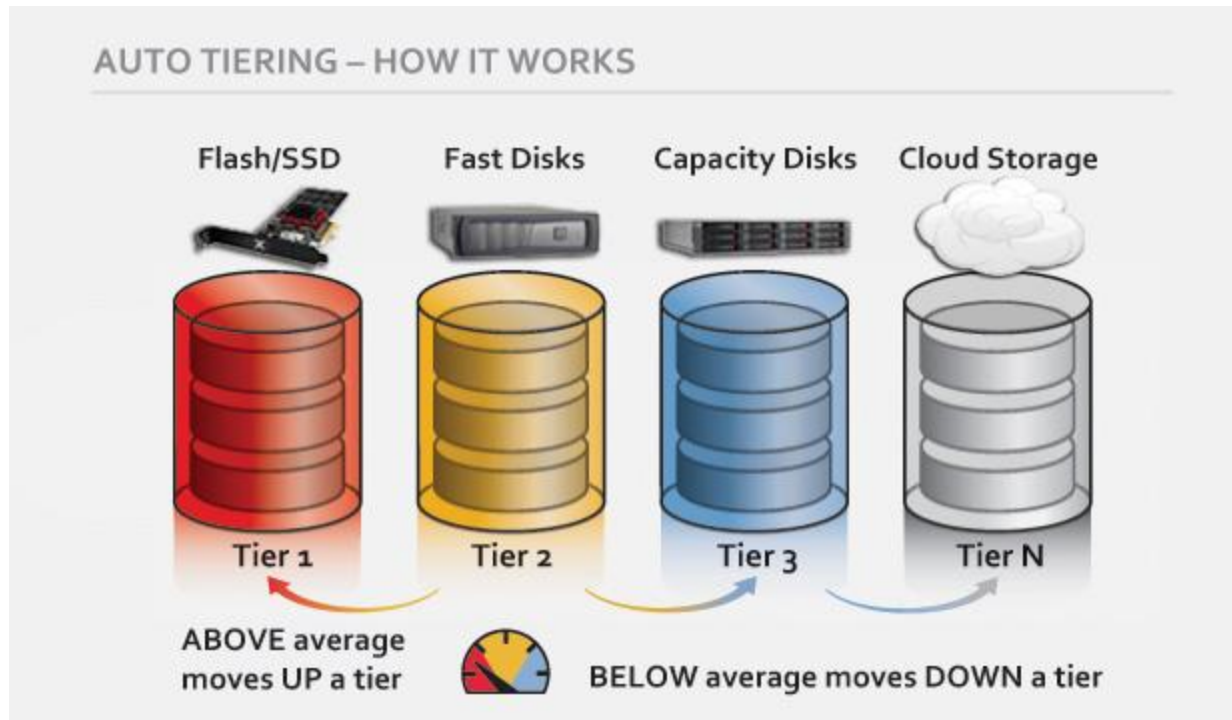 AUTO TIERING – HOW IT WORKS
Flash/SSD
Fast Disks
Capacity Disks
Cloud Storage
Tier 1
Tier 2
Tier 3
Tier N
ABOVE average
moves UP a tier
BELOW average moves DOWN a tier